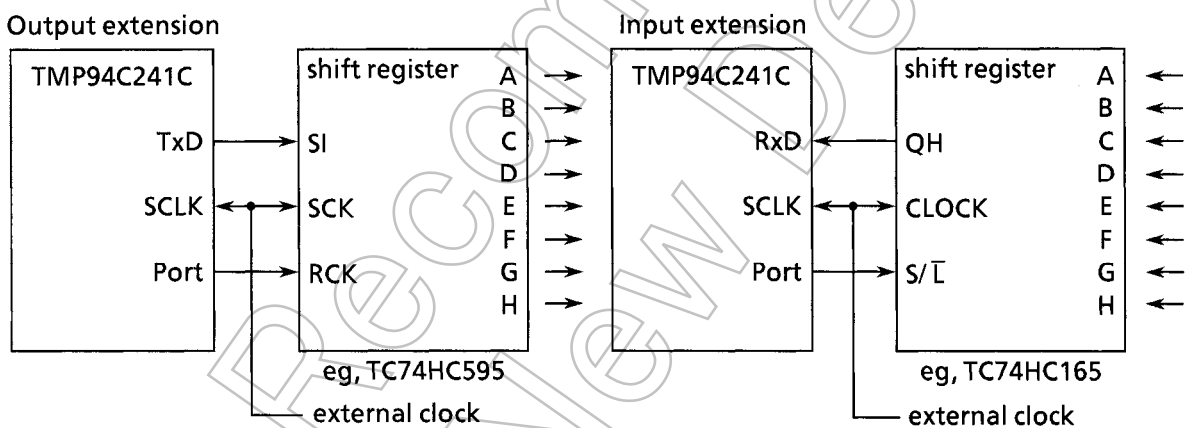 Output extension
TMP94C241C
TxD
SCLK
Port
shift register
SI
SCK
RCK
A
B
C
D
E
F
G
H
eg, TC74HC595
external clock
Input extension
TMP94C241C
RxD
SCLK
Port
shift register
QH
CLOCK
S/L̅
A
B
C
D
E
F
G
H
eg, TC74HC165
external clock